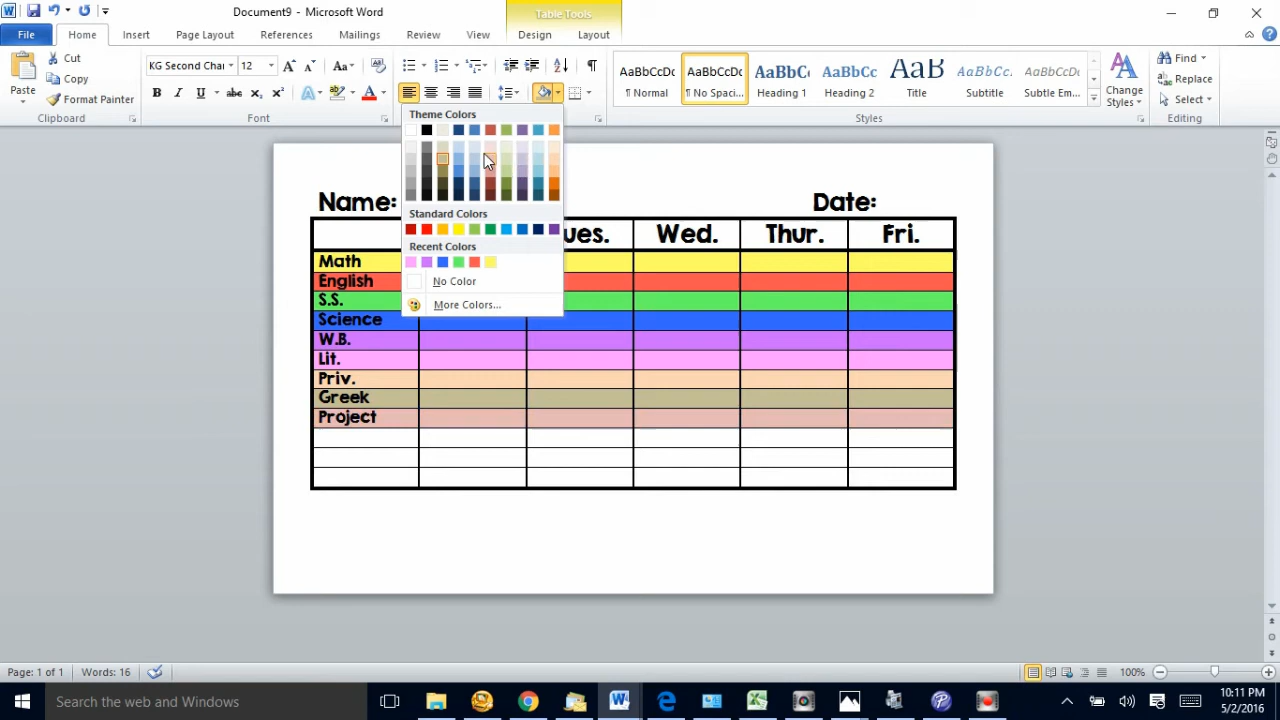 Document9 - Microsoft Word
Table Tools
File Home Insert Page Layout References Mailings Review View Design Layout
Paste
Cut
Copy
Format Painter
Clipboard
KG Second Chan 12
Font
AaBbCcDc AaBbCcDc AaBbC AaBbCc AaB AaBbCc. AaBbCcDc
¶ Normal ¶ No Spaci... Heading 1 Heading 2 Title Subtitle Subtle Em...
Change Styles
Styles
Find
Replace
Select
Editing
Theme Colors
Standard Colors
Recent Colors
No Color
More Colors...
Name: Date:
ues. Wed. Thur. Fri.
Math
English
S.S.
Science
W.B.
Lit.
Priv.
Greek
Project
Page: 1 of 1 Words: 16 100%
Search the web and Windows
10:11 PM
5/2/2016